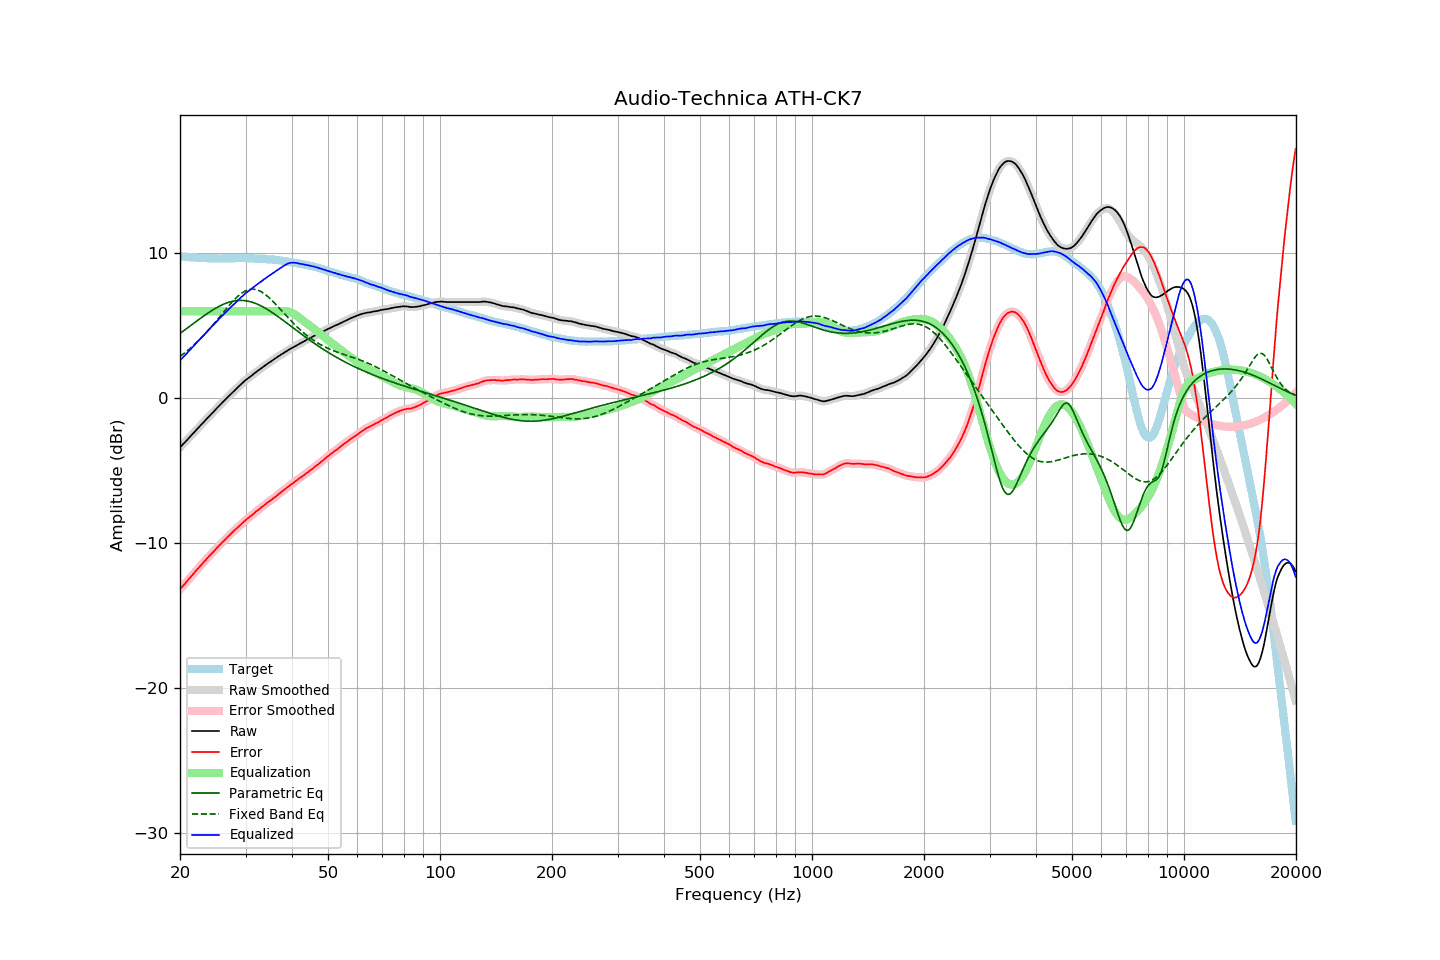 Audio-Technica ATH-CK7
Amplitude (dBr)
10
0
−10
−20
−30
Target
Raw Smoothed
Error Smoothed
Raw
Error
Equalization
Parametric Eq
Fixed Band Eq
Equalized
20 50 100 200 500 1000 2000 5000 10000 20000
Frequency (Hz)